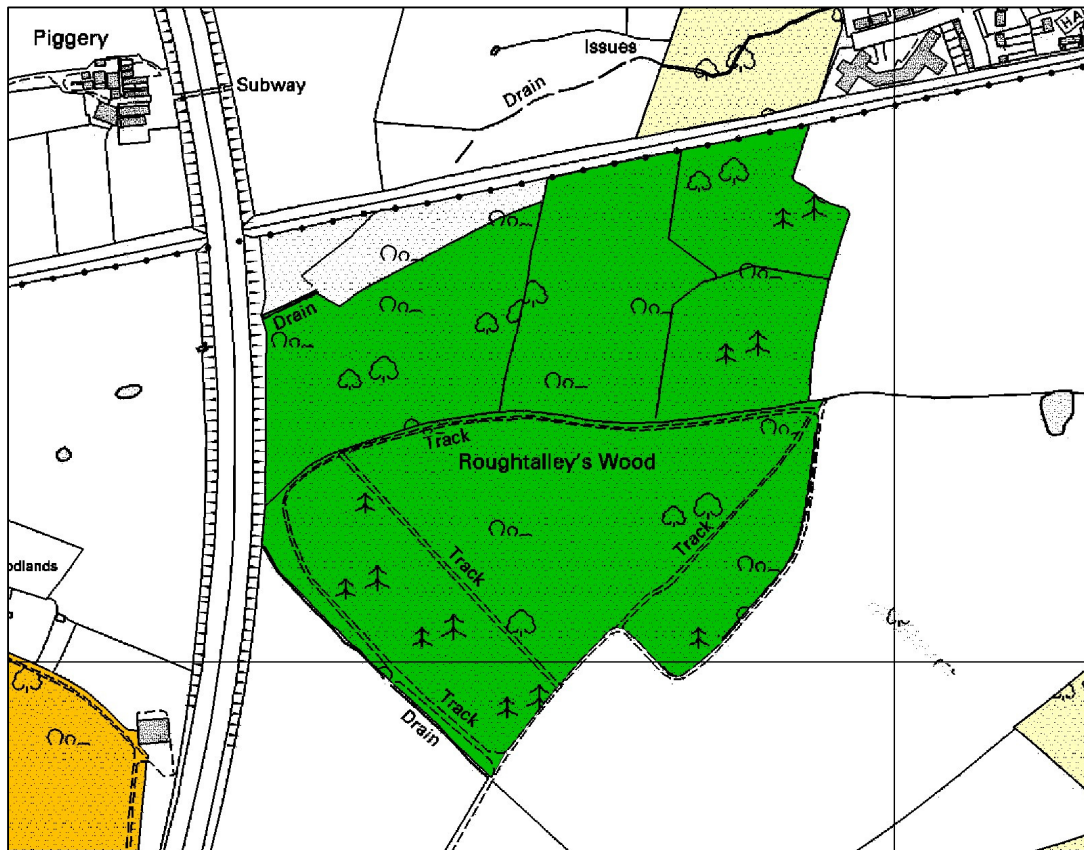 Piggery
Issues
Subway
Drain
Drain
Track
Roughtalley's Wood
Track
Track
odlands
Track
Drain